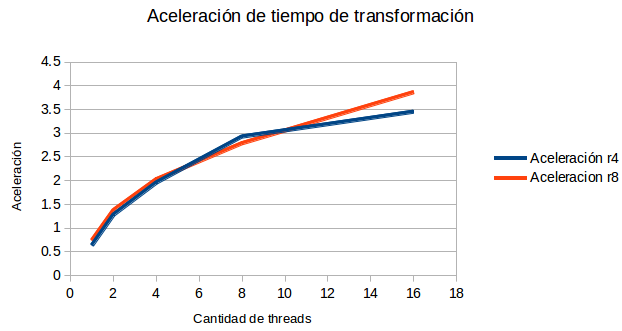 Aceleración de tiempo de transformación
4.5
4
3.5
3
2.5
2
1.5
1
0.5
0
Aceleración
0 2 4 6 8 10 12 14 16 18
Cantidad de threads
Aceleración r4
Aceleracion r8